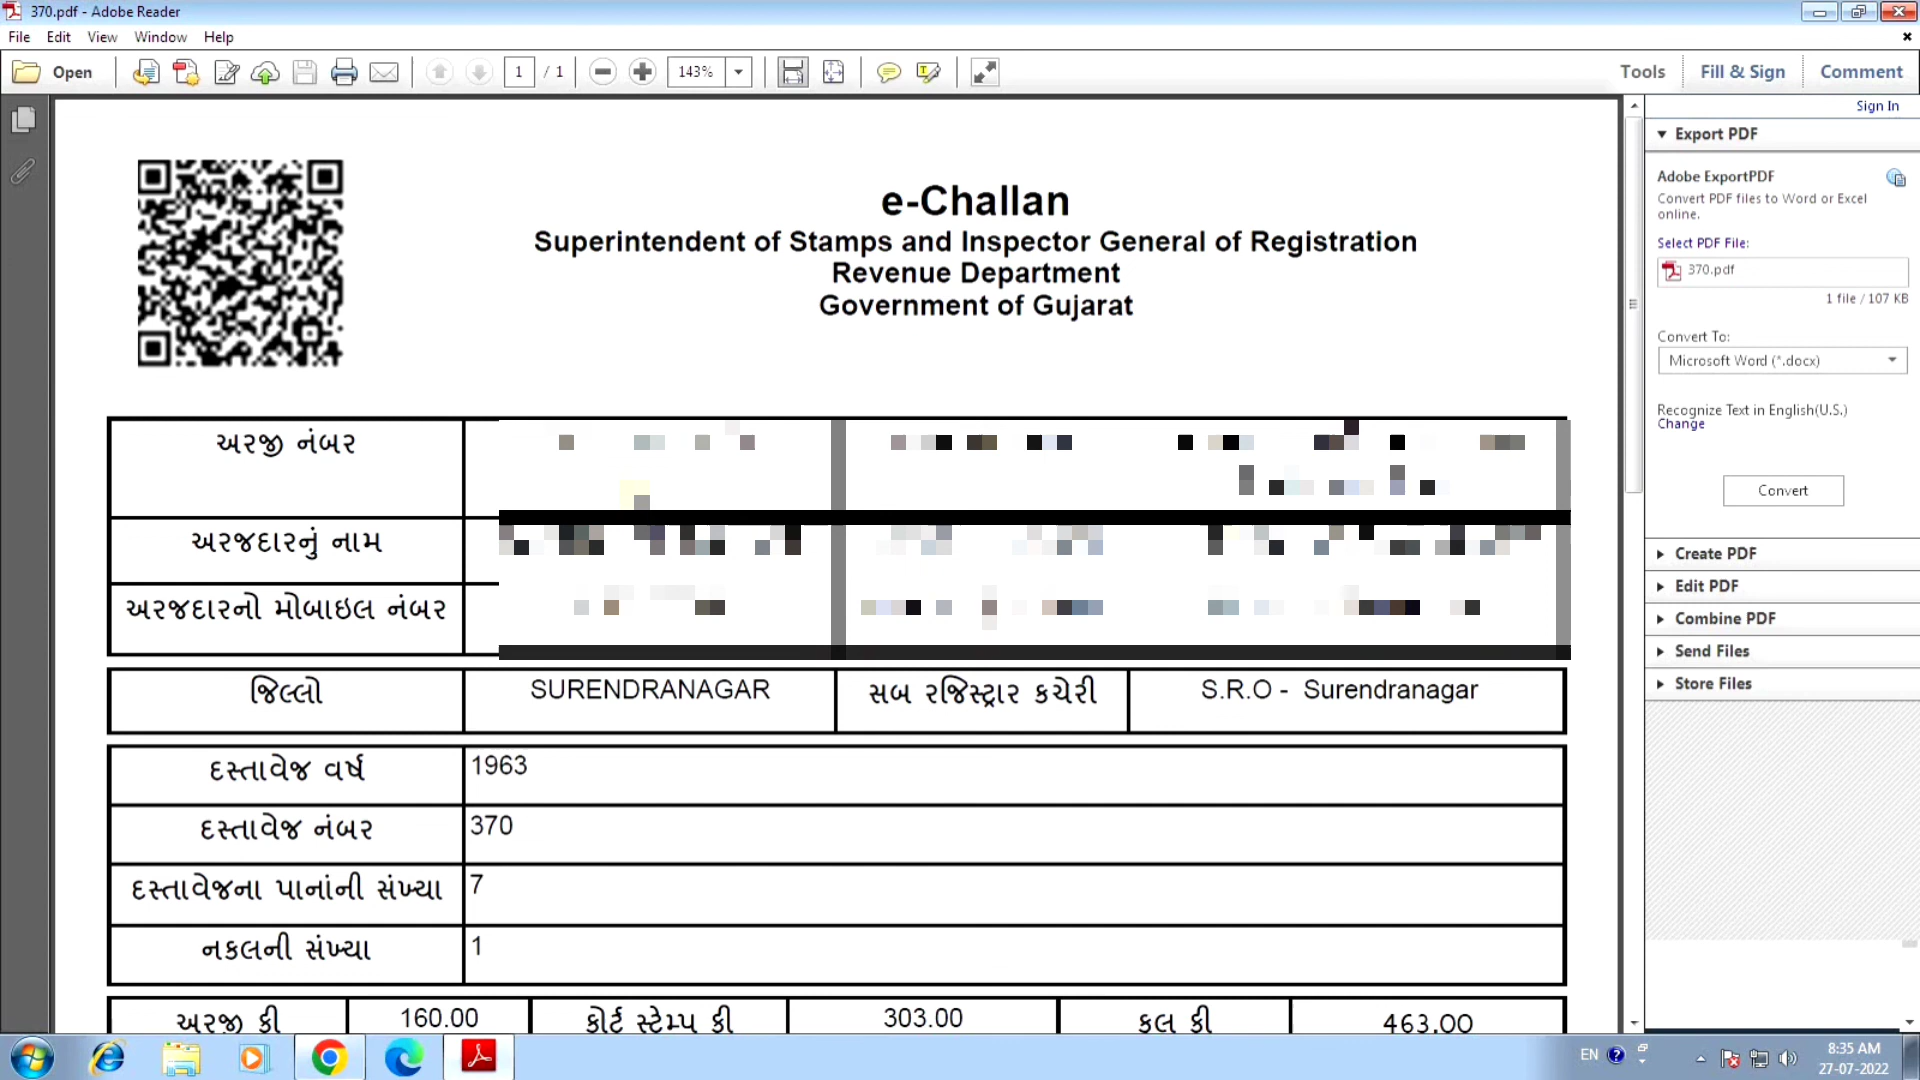 370.pdf - Adobe Reader
File Edit View Window Help
Open 1 / 1 143% Tools Fill & Sign Comment
Sign In
Export PDF
Adobe ExportPDF
Convert PDF files to Word or Excel
online.
Select PDF File:
370.pdf
1 file / 107 KB
Convert To:
Microsoft Word (*.docx)
Recognize Text in English(U.S.)
Change
Convert
Create PDF
Edit PDF
Combine PDF
Send Files
Store Files
e-Challan
Superintendent of Stamps and Inspector General of Registration
Revenue Department
Government of Gujarat
અરજી નંબર
અરજદારનું નામ
અરજદારનો મોબાઇલ નંબર
જિલ્લો SURENDRANAGAR સબ રજિસ્ટ્રાર કચેરી S.R.O - Surendranagar
દસ્તાવેજ વર્ષ 1963
દસ્તાવેજ નંબર 370
દસ્તાવેજના પાનાંની સંખ્યા 7
નકલની સંખ્યા 1
અરજી ફી 160.00 કોર્ટ સ્ટેમ્પ ફી 303.00 કુલ ફી 463.00
EN 8:35 AM
27-07-2022